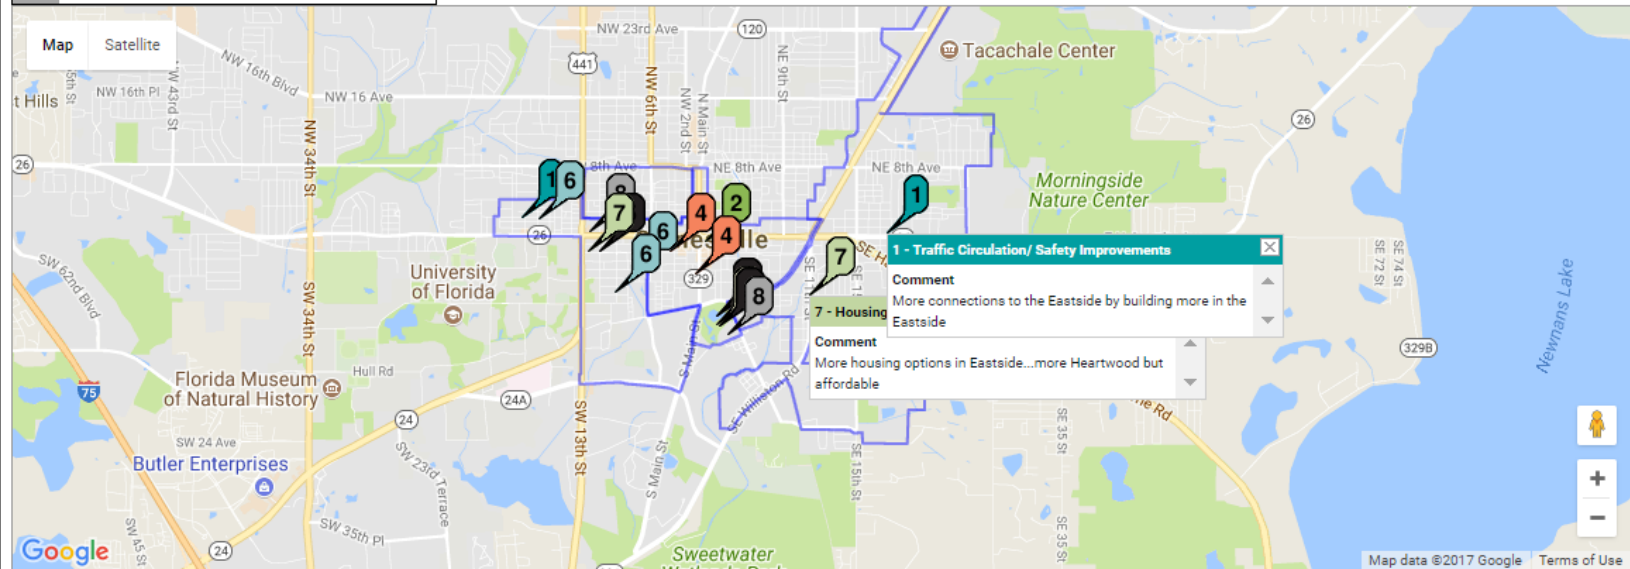 Map
Satellite
NW 23rd Ave
120
Tacachale Center
441
NW 16th Blvd
NW 43rd St
NW 16th Pl
NW 16 Ave
t Hills
NW 6th St
NW 2nd St
N Main St
NE 9th St
26
NW 34th St
26
8th Ave
NE 8th Ave
NE 8th Ave
Morningside
Nature Center
1
6
8
7
6
6
4
4
2
7
1
26
SW 62nd Blvd
University
of Florida
329
8
1 - Traffic Circulation/ Safety Improvements
Comment
More connections to the Eastside by building more in the
Eastside
7 - Housing
Comment
More housing options in Eastside...more Heartwood but
affordable
SE 72 St
SE 74 St
Newnans Lake
329B
SW 34th St
S Main St
Hull Rd
Florida Museum
of Natural History
75
24A
24
SE Williston Rd
SW 13th St
SW 24 Ave
Butler Enterprises
SW 23rd Terrace
S Main St
SE 15th St
SE 35 St
SE 35 St
SW 45 St
SW 35th Pl
24
Sweetwater
Google
Map data ©2017 Google
Terms of Use